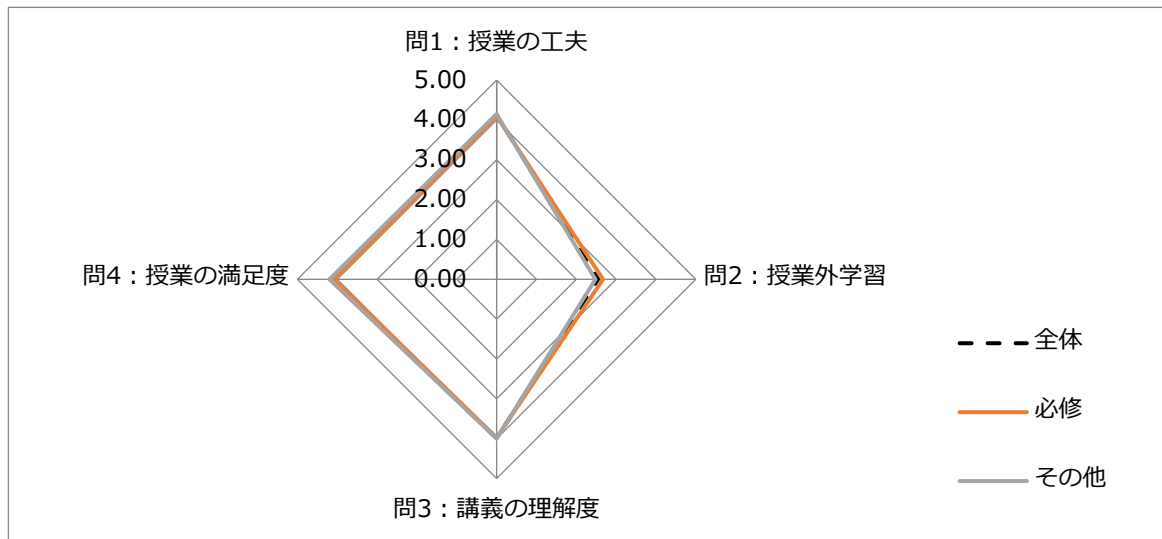 問1：授業の工夫
5.00
4.00
3.00
2.00
1.00
0.00
問4：授業の満足度
問2：授業外学習
問3：講義の理解度
全体
必修
その他